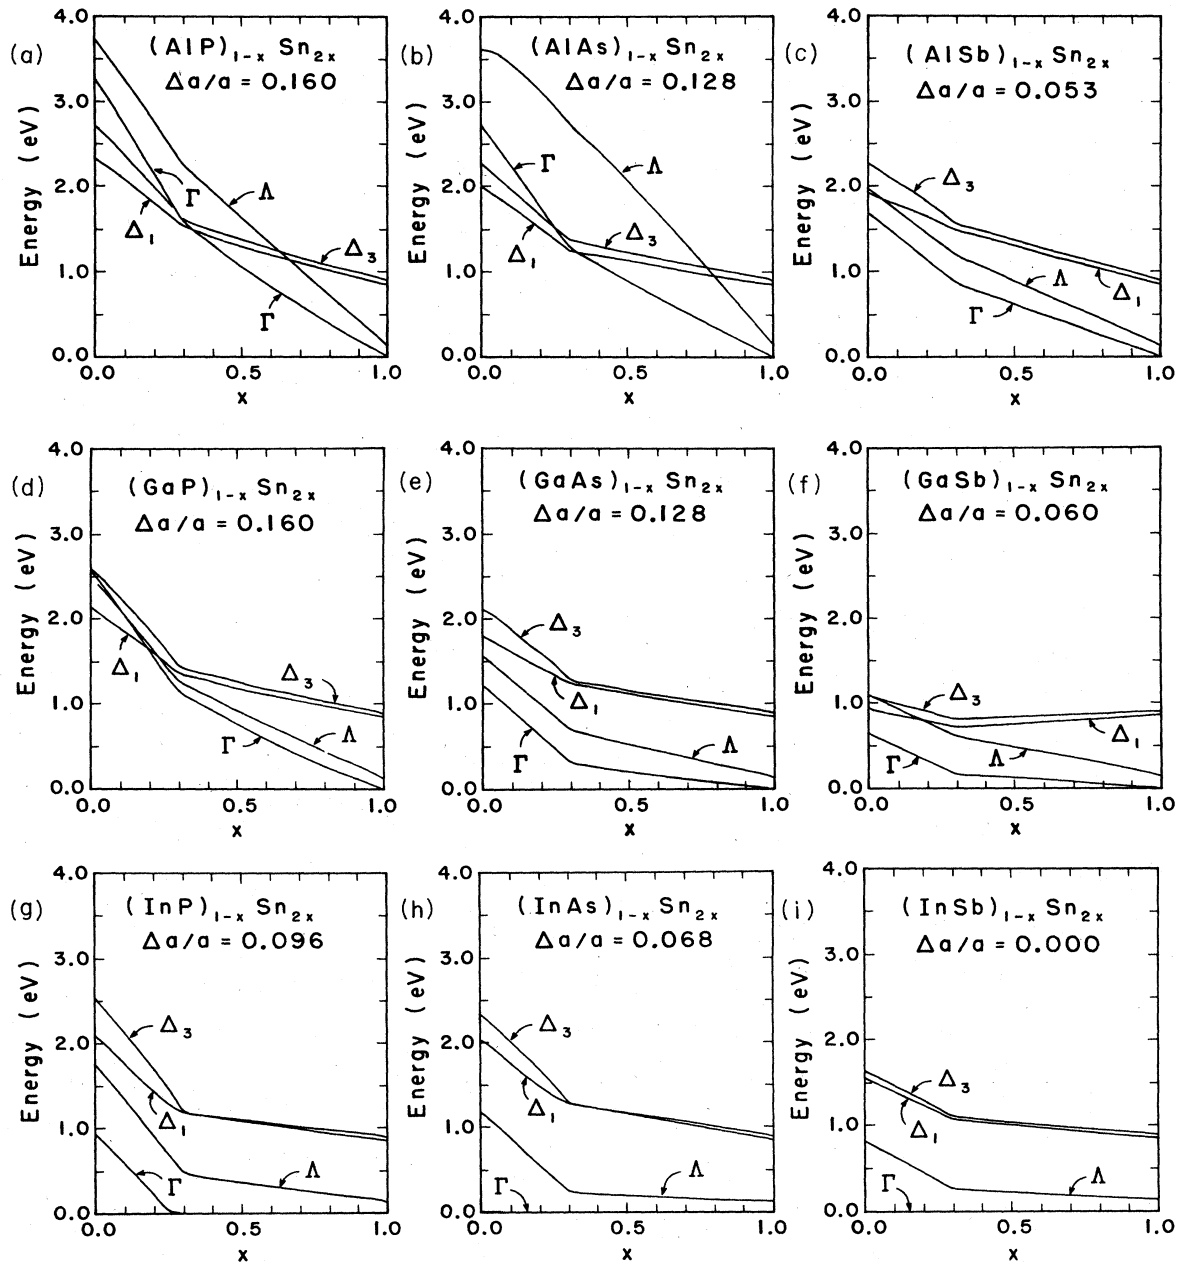 (a)
(AlP)₁₋ₓ Sn₂ₓ
Δa/a = 0.160
Γ
Λ
Δ₁
Δ₃
Γ
Energy (eV)
4.0
3.0
2.0
1.0
0.0
0.0 0.5 1.0
x
(b)
(AlAs)₁₋ₓ Sn₂ₓ
Δa/a = 0.128
Γ
Λ
Δ₃
Δ₁
Energy (eV)
4.0
3.0
2.0
1.0
0.0
0.0 0.5 1.0
x
(c)
(AlSb)₁₋ₓ Sn₂ₓ
Δa/a = 0.053
Δ₃
Λ
Δ₁
Γ
Energy (eV)
4.0
3.0
2.0
1.0
0.0
0.0 0.5 1.0
x
(d)
(GaP)₁₋ₓ Sn₂ₓ
Δa/a = 0.160
Δ₁
Δ₃
Γ
Λ
Energy (eV)
4.0
3.0
2.0
1.0
0.0
0.0 0.5 1.0
x
(e)
(GaAs)₁₋ₓ Sn₂ₓ
Δa/a = 0.128
Δ₃
Δ₁
Γ
Λ
Energy (eV)
4.0
3.0
2.0
1.0
0.0
0.0 0.5 1.0
x
(f)
(GaSb)₁₋ₓ Sn₂ₓ
Δa/a = 0.060
Δ₃
Δ₁
Γ
Λ
Energy (eV)
4.0
3.0
2.0
1.0
0.0
0.0 0.5 1.0
x
(g)
(InP)₁₋ₓ Sn₂ₓ
Δa/a = 0.096
Δ₃
Δ₁
Γ
Λ
Energy (eV)
4.0
3.0
2.0
1.0
0.0
0.0 0.5 1.0
x
(h)
(InAs)₁₋ₓ Sn₂ₓ
Δa/a = 0.068
Δ₃
Δ₁
Γ
Λ
Energy (eV)
4.0
3.0
2.0
1.0
0.0
0.0 0.5 1.0
x
(i)
(InSb)₁₋ₓ Sn₂ₓ
Δa/a = 0.000
Δ₃
Δ₁
Γ
Λ
Energy (eV)
4.0
3.0
2.0
1.0
0.0
0.0 0.5 1.0
x